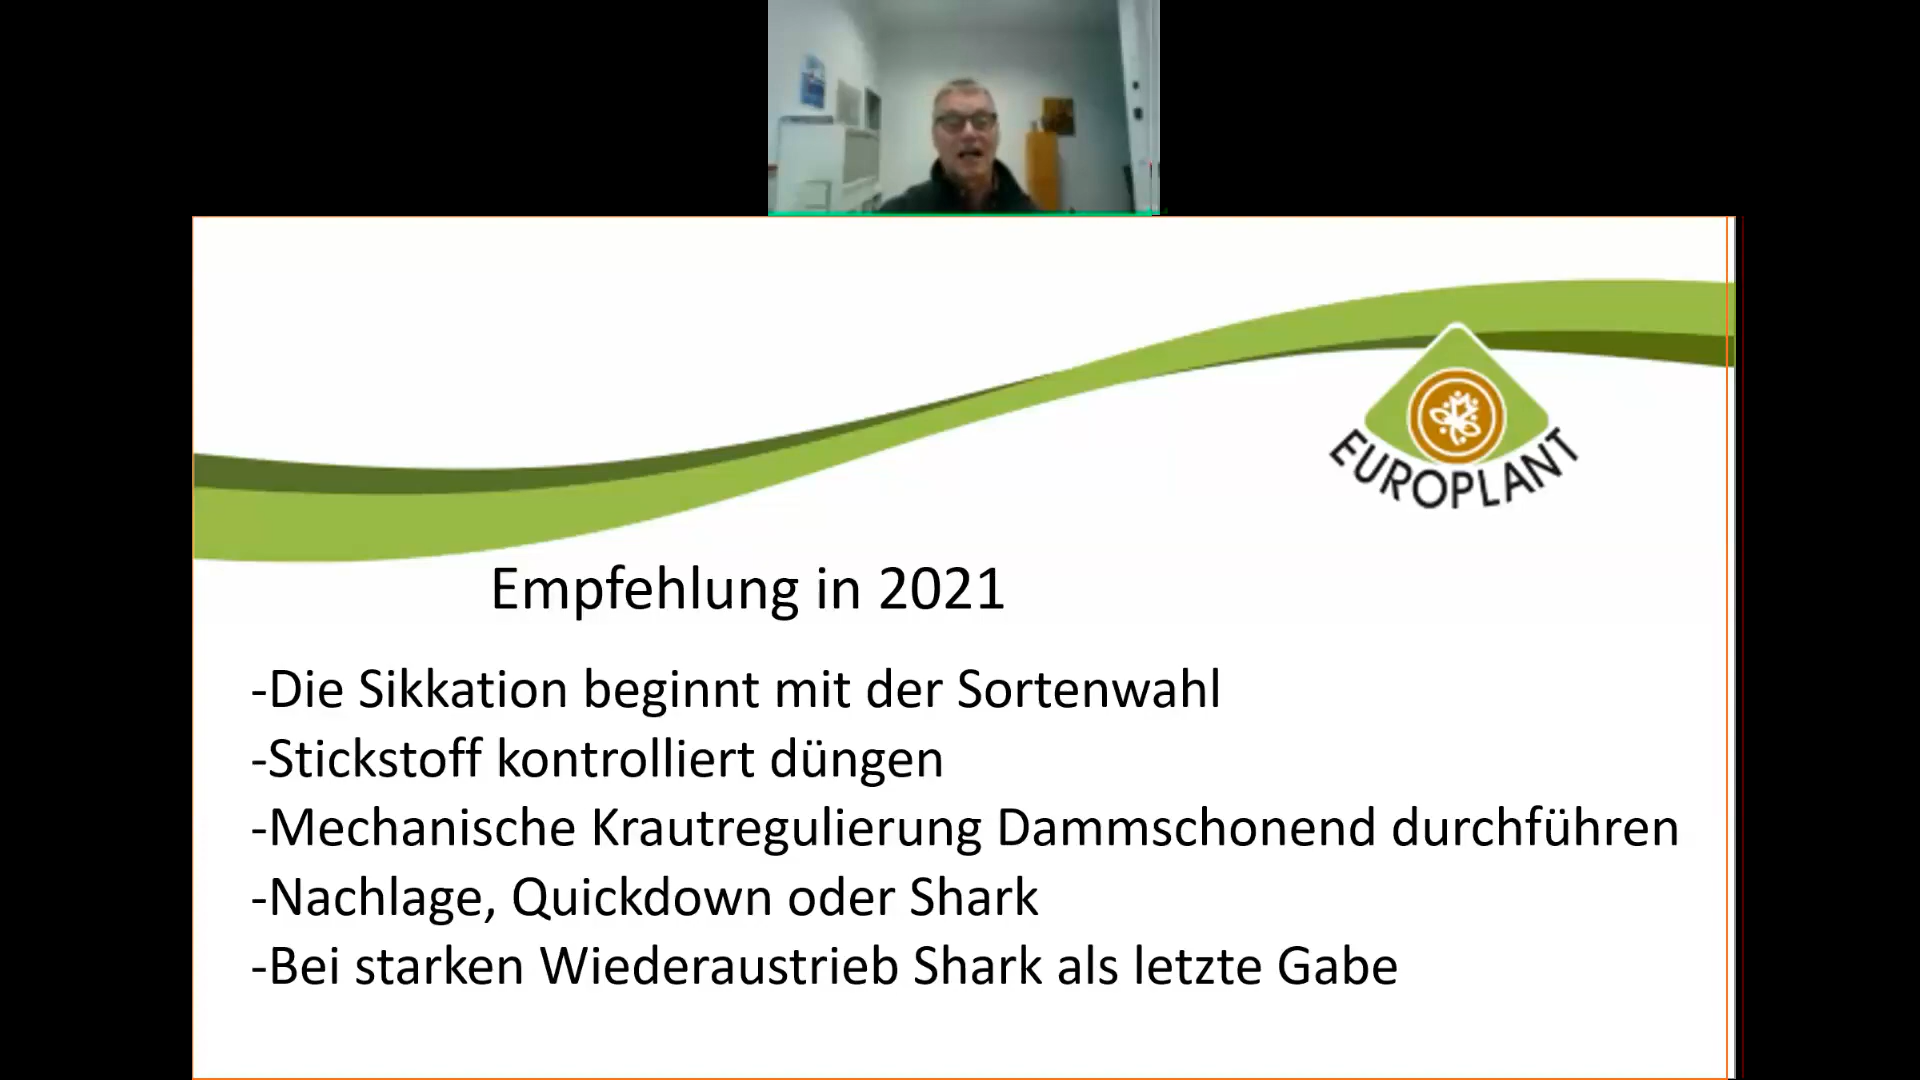 EUROPLANT
Empfehlung in 2021
-Die Sikkation beginnt mit der Sortenwahl
-Stickstoff kontrolliert düngen
-Mechanische Krautregulierung Dammschonend durchführen
-Nachlage, Quickdown oder Shark
-Bei starken Wiederaustrieb Shark als letzte Gabe